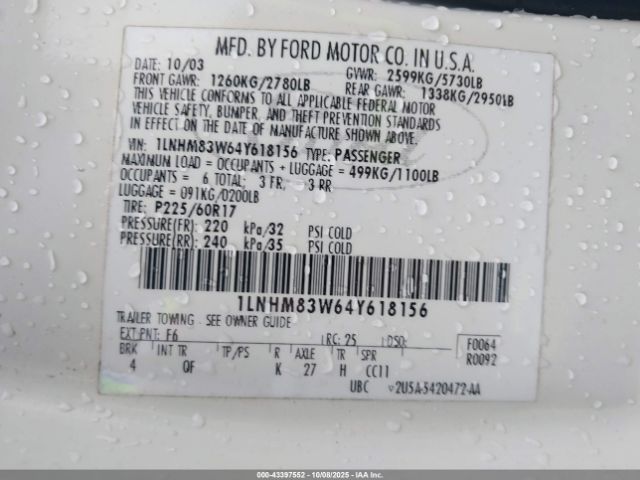 MFD. BY FORD MOTOR CO. IN U.S.A.
DATE: 10/03 GVWR: 2599KG/5730LB
FRONT GAWR: 1260KG/2780LB REAR GAWR: 1338KG/2950LB
THIS VEHICLE CONFORMS TO ALL APPLICABLE FEDERAL MOTOR
VEHICLE SAFETY, BUMPER, AND THEFT PREVENTION STANDARDS
IN EFFECT ON THE DATE OF MANUFACTURE SHOWN ABOVE.
VIN: 1LNHM83W64Y618156 TYPE: PASSENGER
MAXIMUM LOAD = OCCUPANTS + LUGGAGE = 499KG/1100LB
OCCUPANTS = 6 TOTAL: 3 FR, 3 RR
LUGGAGE = 091KG/0200LB
TIRE: P225/60R17
PRESSURE(FR) = 220 kPa/32 PSI COLD
PRESSURE(RR) = 240 kPa/35 PSI COLD
1LNHM83W64Y618156
TRAILER TOWING - SEE OWNER GUIDE
EXT PNT: F6 RC: 25 DSO: F0064
BRK INT TR TP/PS R AXLE TR SPR R0092
4 QF K 27 H CC11
UBC ▽2U5A-5420472-AA
000-43397552 - 10/08/2025 - IAA Inc.